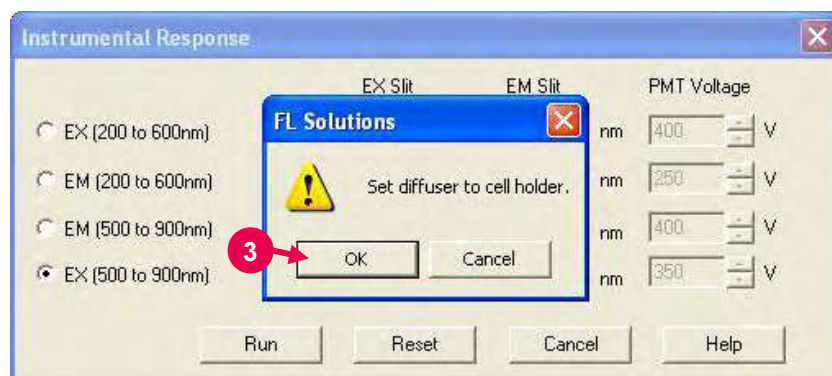 Instrumental Response
EX Slit EM Slit PMT Voltage
FL Solutions
EX (200 to 600nm) nm 400 V
Set diffuser to cell holder.
EM (200 to 600nm) nm 250 V
EM (500 to 900nm) nm 400 V
3 OK Cancel
EX (500 to 900nm) nm 350 V
Run Reset Cancel Help